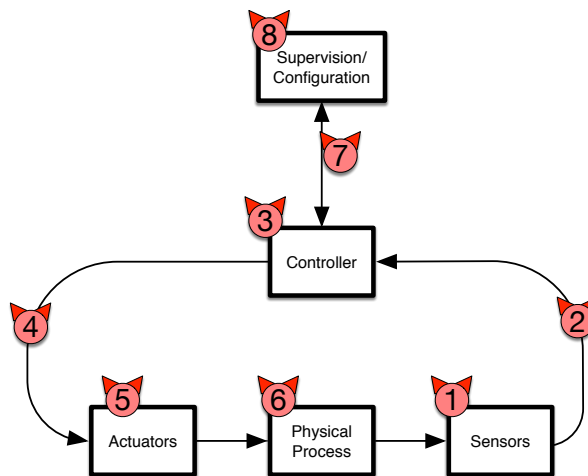 8
Supervision/
Configuration
7
3
Controller
4
2
5
Actuators
6
Physical
Process
1
Sensors